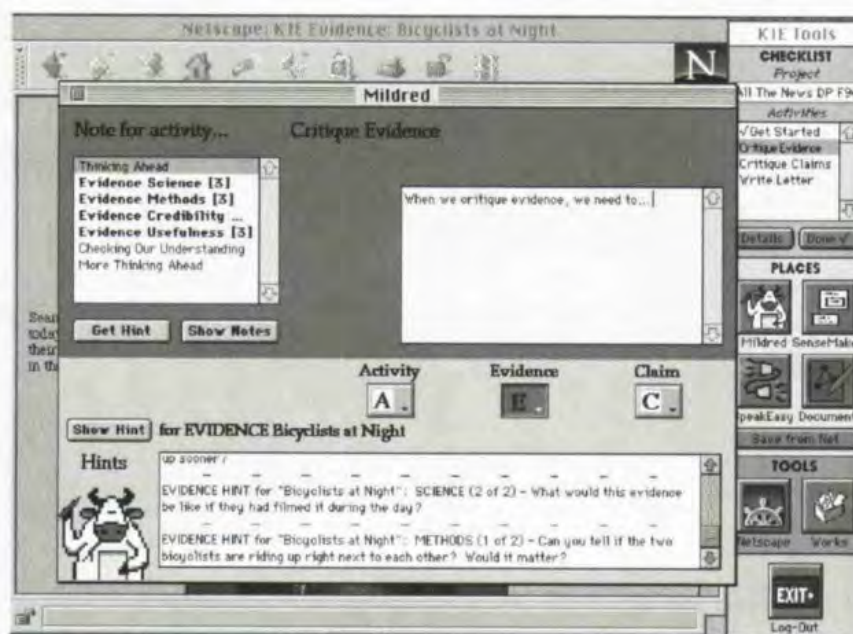 Netscape: KIE Evidence: Bicyclists at Night
N
Mildred
Note for activity...
Critique Evidence
Thinking Ahead
Evidence Science [3]
Evidence Methods [3]
Evidence Credibility ...
Evidence Usefulness [3]
Checking Our Understanding
More Thinking Ahead
When we critique evidence, we need to...
Get Hint
Show Notes
Activity
Evidence
Claim
A
E
C
Show Hint
for EVIDENCE Bicyclists at Night
Hints
up sooner?
EVIDENCE HINT for "Bicyclists at Night": SCIENCE (2 of 2) - What would this evidence
be like if they had filmed it during the day?
EVIDENCE HINT for "Bicyclists at Night": METHODS (1 of 2) - Can you tell if the two
bicyclists are riding up right next to each other? Would it matter?
Sear
today
their
in th
KIE Tools
CHECKLIST
Project
All The News DP F9
Activities
√Get Started
Critique Evidence
Critique Claims
Write Letter
Details
Done √
PLACES
Mildred
SenseMake
SpeakEasy
Document
Save from Net
TOOLS
Netscape
Works
EXIT
Log-Out